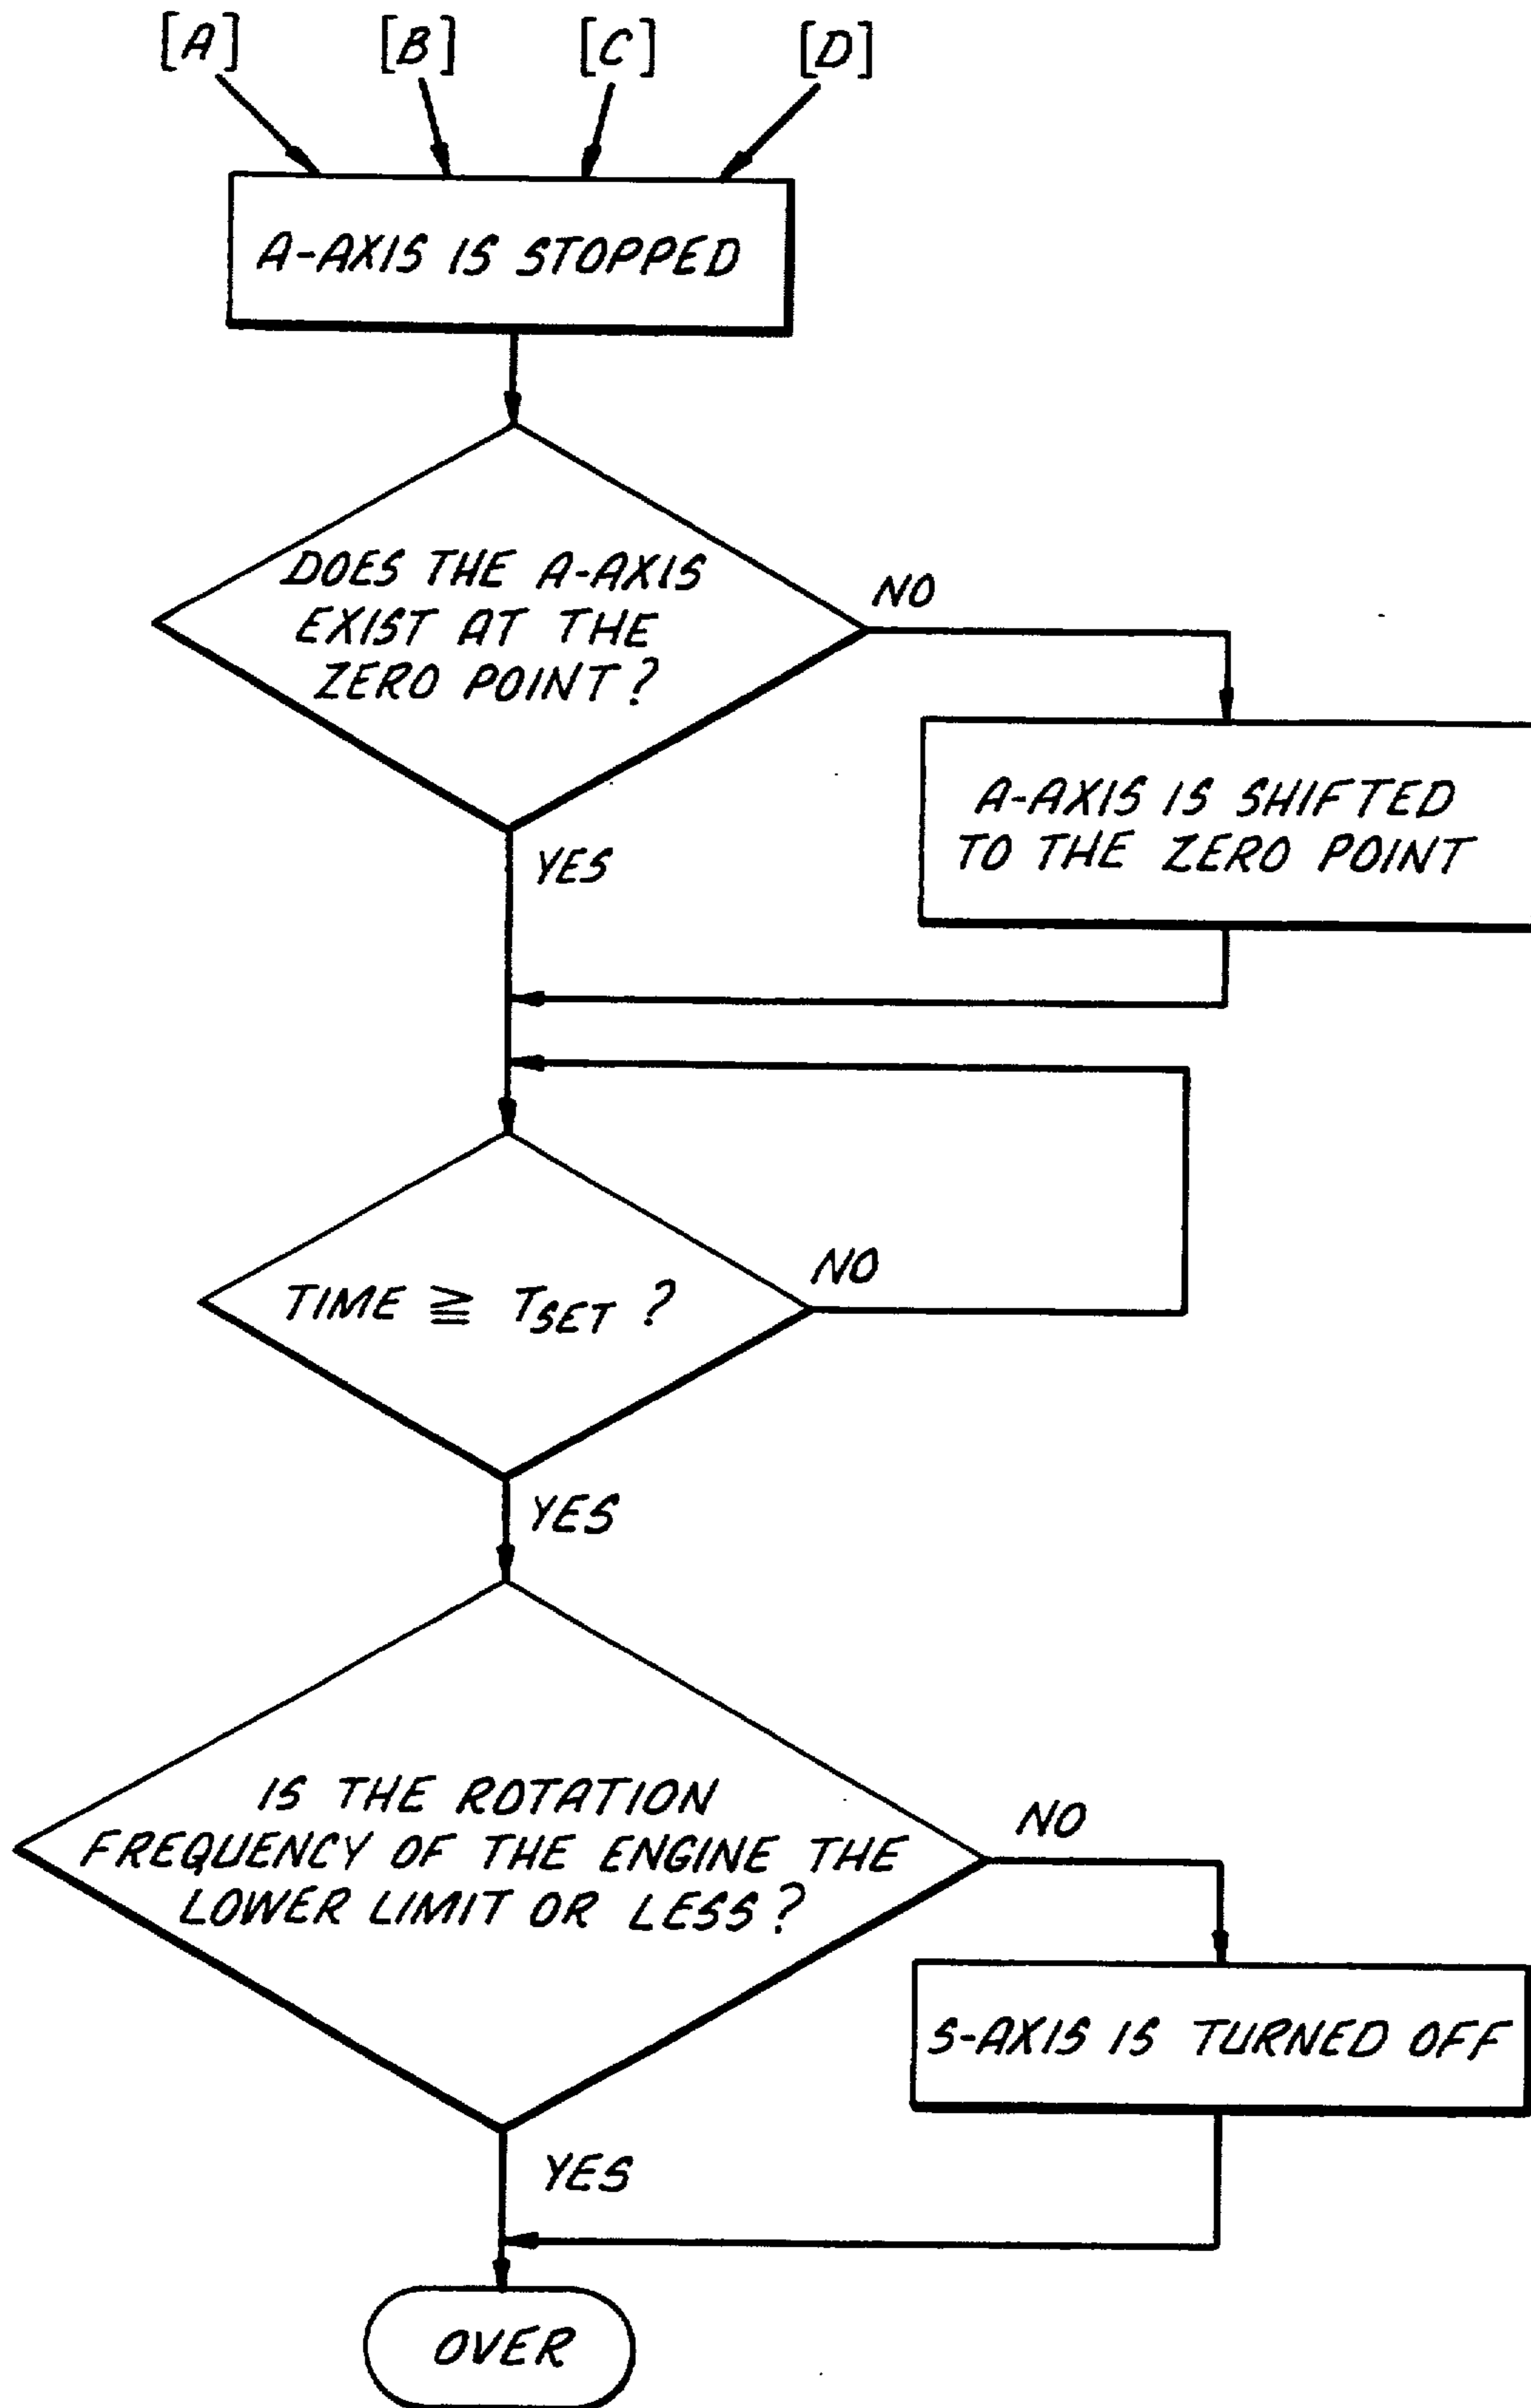 [A] [B] [C] [D]
A-AXIS IS STOPPED
DOES THE A-AXIS
EXIST AT THE
ZERO POINT?
NO
A-AXIS IS SHIFTED
TO THE ZERO POINT
YES
TIME ≧ TSET ?
NO
YES
IS THE ROTATION
FREQUENCY OF THE ENGINE THE
LOWER LIMIT OR LESS?
NO
S-AXIS IS TURNED OFF
YES
OVER